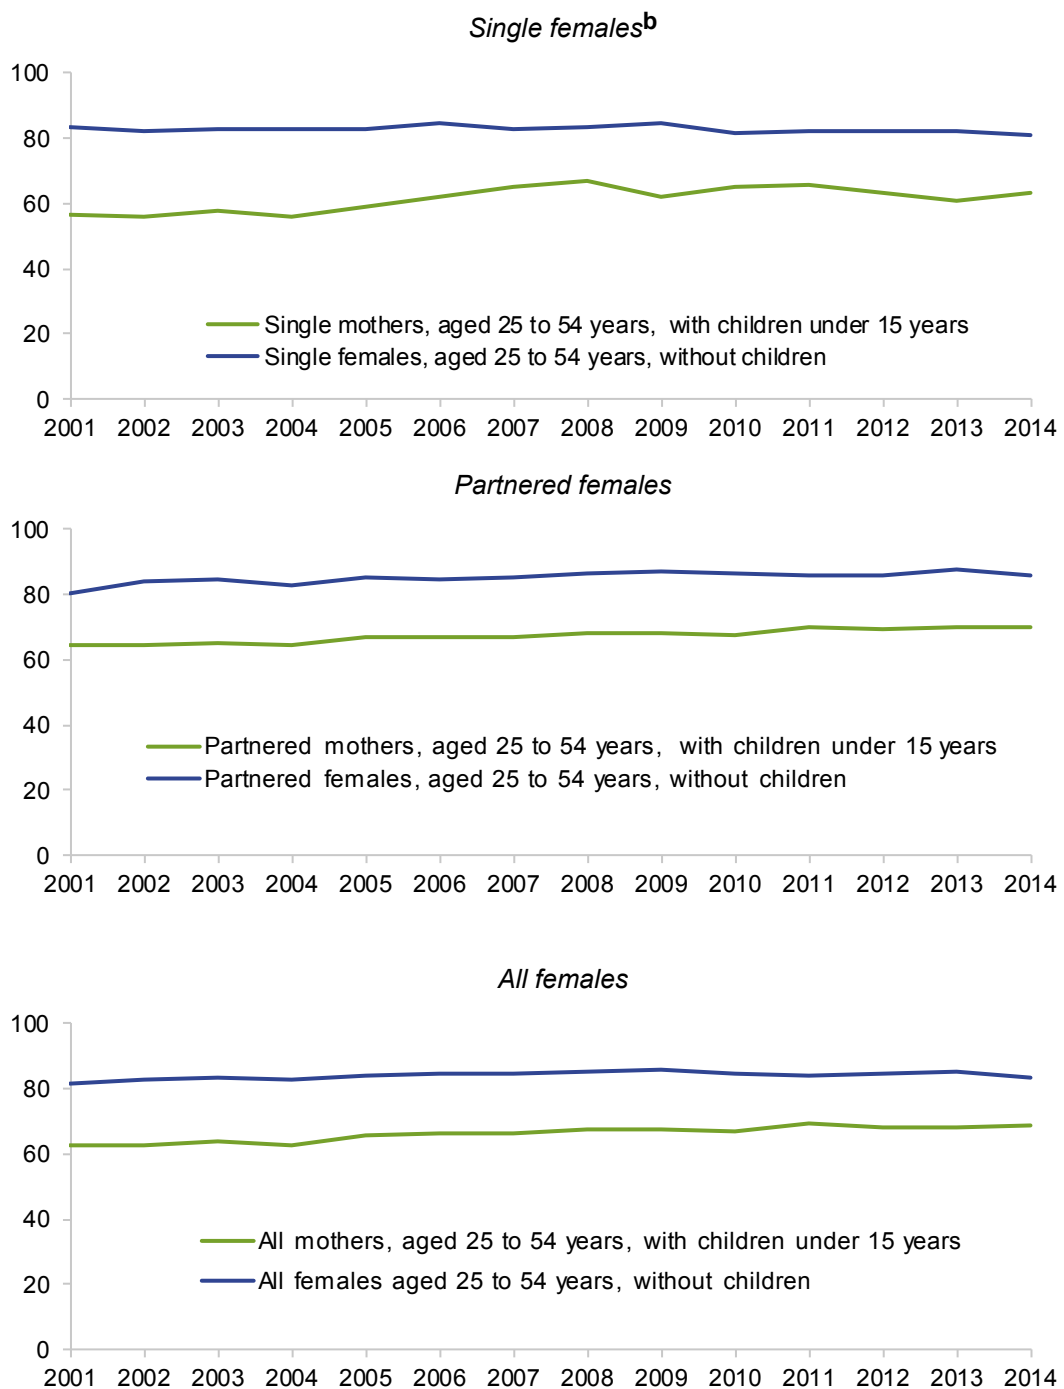 Single femalesb
100
80
60
40
20
0
Single mothers, aged 25 to 54 years, with children under 15 years
Single females, aged 25 to 54 years, without children
2001 2002 2003 2004 2005 2006 2007 2008 2009 2010 2011 2012 2013 2014
Partnered females
100
80
60
40
20
0
Partnered mothers, aged 25 to 54 years, with children under 15 years
Partnered females, aged 25 to 54 years, without children
2001 2002 2003 2004 2005 2006 2007 2008 2009 2010 2011 2012 2013 2014
All females
100
80
60
40
20
0
All mothers, aged 25 to 54 years, with children under 15 years
All females aged 25 to 54 years, without children
2001 2002 2003 2004 2005 2006 2007 2008 2009 2010 2011 2012 2013 2014